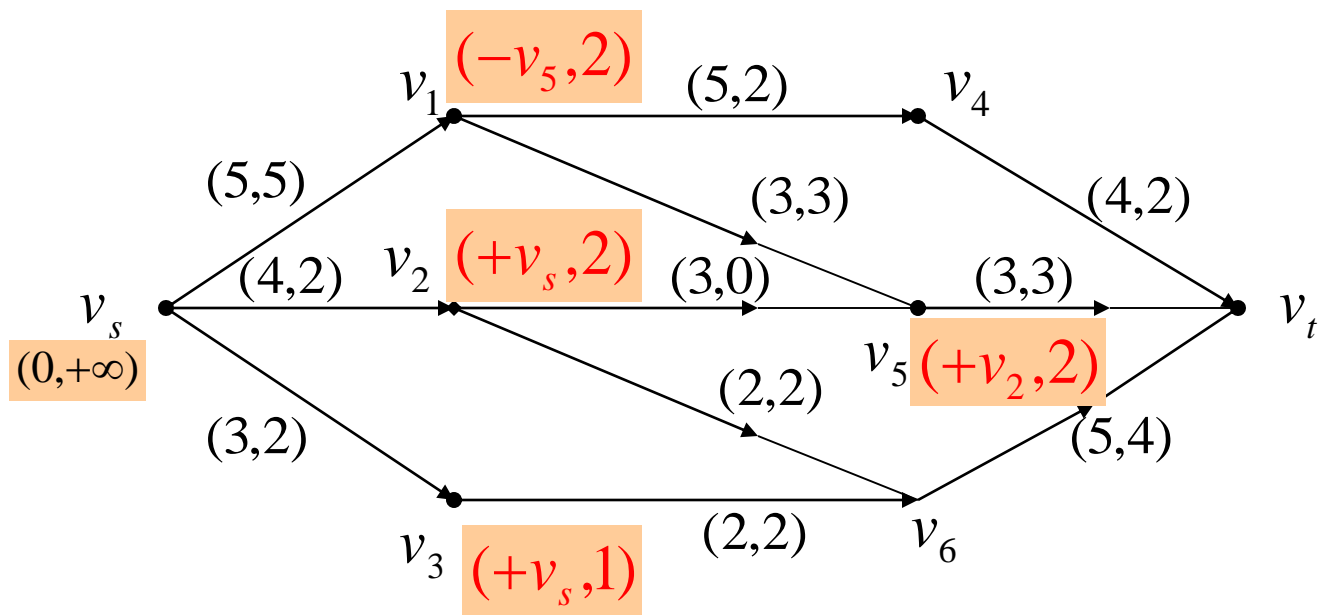 (−v₅,2)
v₁
(5,2)
v₄
(5,5)
(3,3)
(4,2)
(4,2)
v₂
(+vₛ,2)
(3,0)
(3,3)
vₛ
vₜ
(0,+∞)
v₅
(+v₂,2)
(2,2)
(3,2)
(5,4)
v₃
(+vₛ,1)
(2,2)
v₆